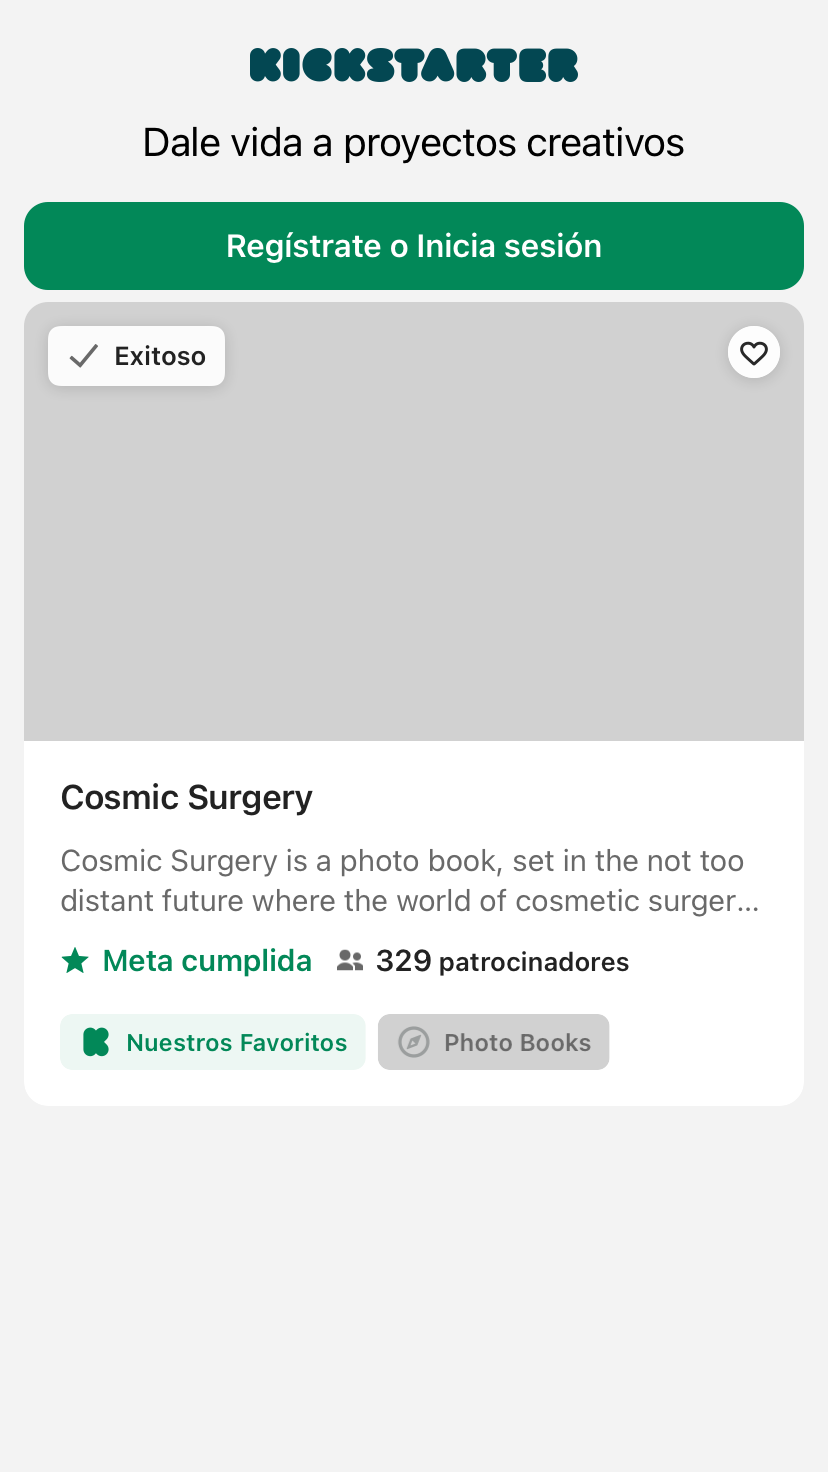 KICKSTARTER
Dale vida a proyectos creativos
Regístrate o Inicia sesión
Exitoso
Cosmic Surgery
Cosmic Surgery is a photo book, set in the not too
distant future where the world of cosmetic surger...
Meta cumplida 329 patrocinadores
Nuestros Favoritos Photo Books